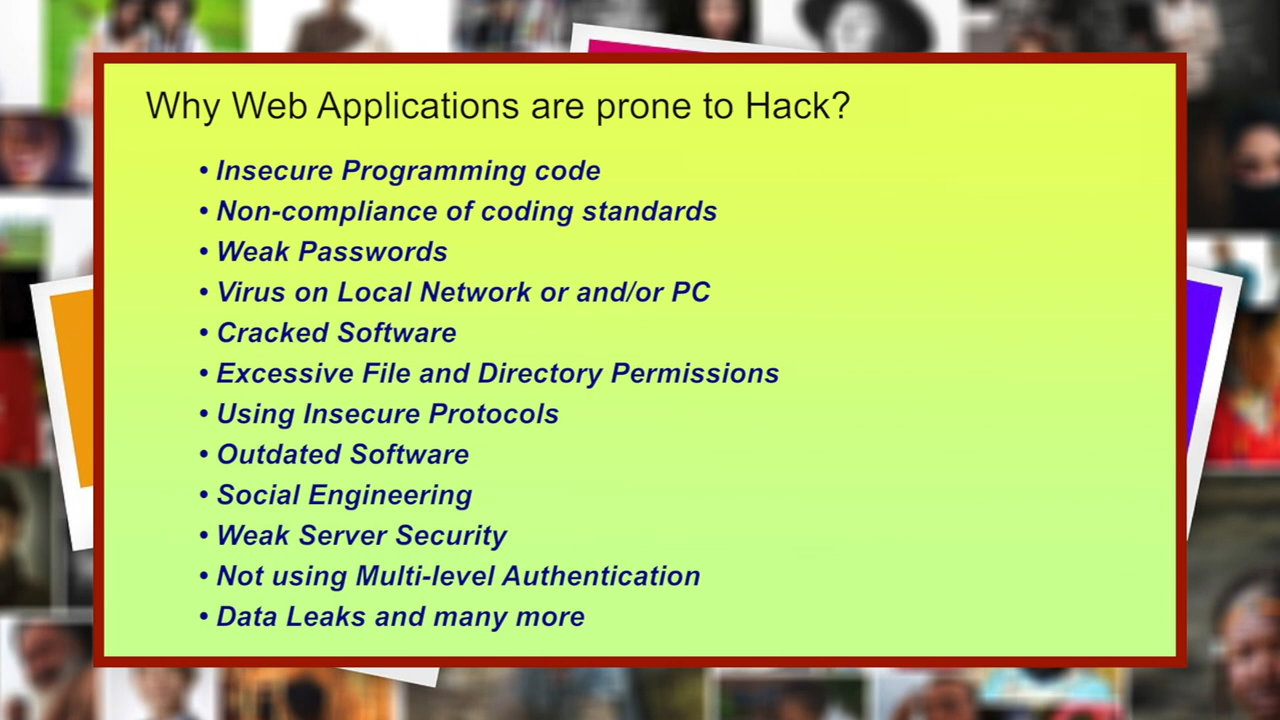 Why Web Applications are prone to Hack?
• Insecure Programming code
• Non-compliance of coding standards
• Weak Passwords
• Virus on Local Network or and/or PC
• Cracked Software
• Excessive File and Directory Permissions
• Using Insecure Protocols
• Outdated Software
• Social Engineering
• Weak Server Security
• Not using Multi-level Authentication
• Data Leaks and many more